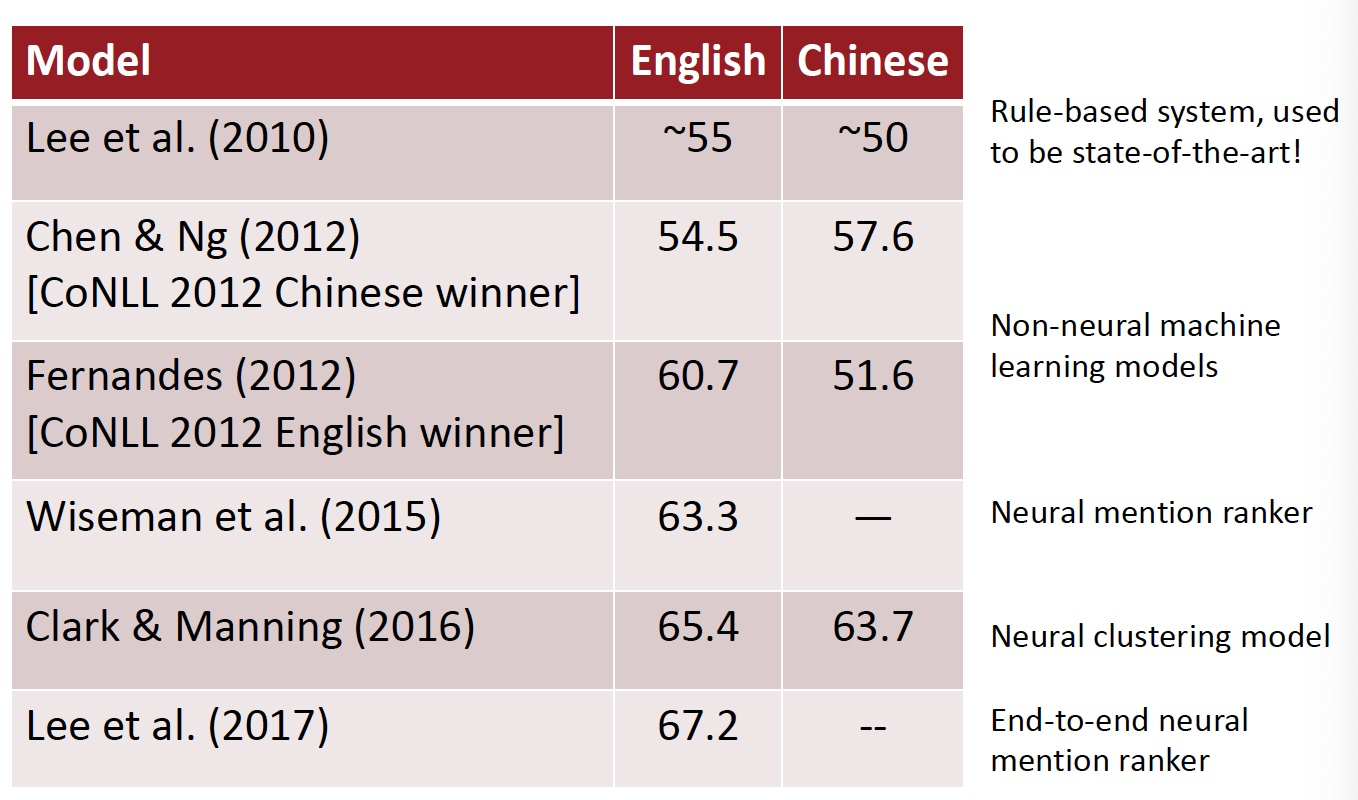 Model English Chinese
Lee et al. (2010) ~55 ~50
Rule-based system, used
to be state-of-the-art!
Chen & Ng (2012) 54.5 57.6
[CoNLL 2012 Chinese winner]
Non-neural machine
learning models
Fernandes (2012) 60.7 51.6
[CoNLL 2012 English winner]
Wiseman et al. (2015) 63.3 —
Neural mention ranker
Clark & Manning (2016) 65.4 63.7
Neural clustering model
Lee et al. (2017) 67.2 --
End-to-end neural
mention ranker